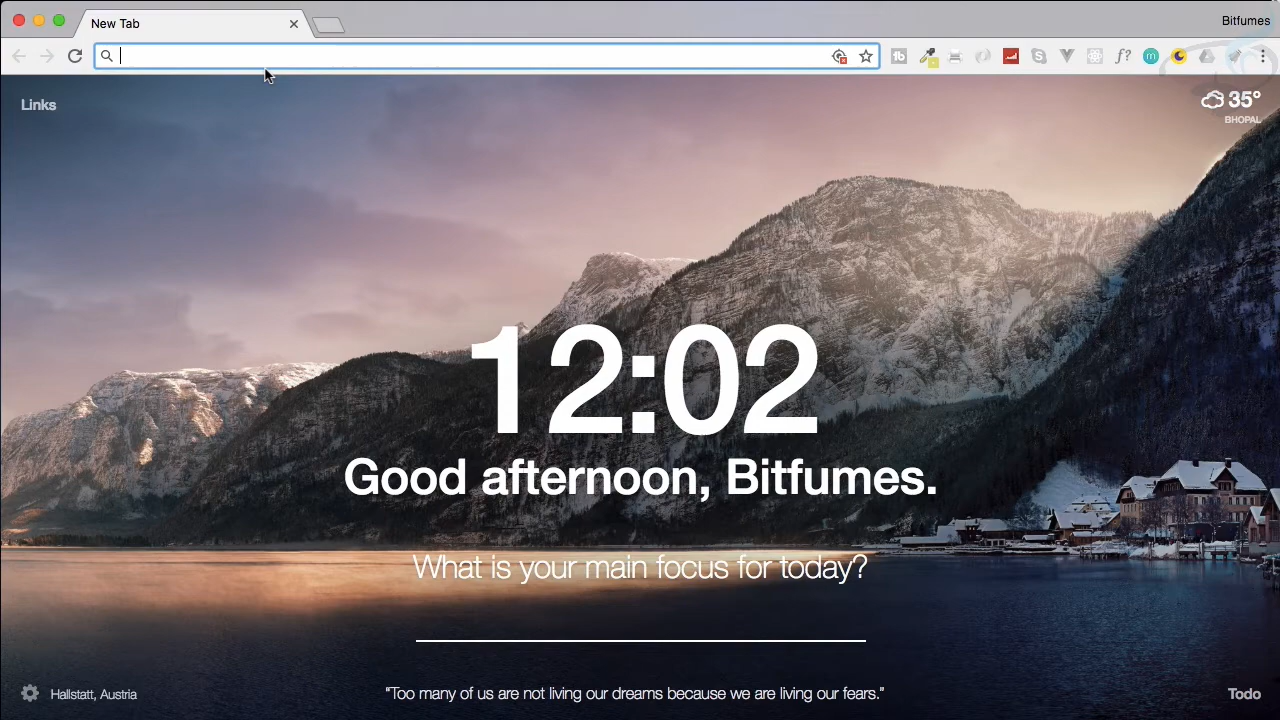 New Tab
Bitfumes
Links
35°
BHOPAL
12:02
Good afternoon, Bitfumes.
What is your main focus for today?
"Too many of us are not living our dreams because we are living our fears."
Hallstatt, Austria
Todo